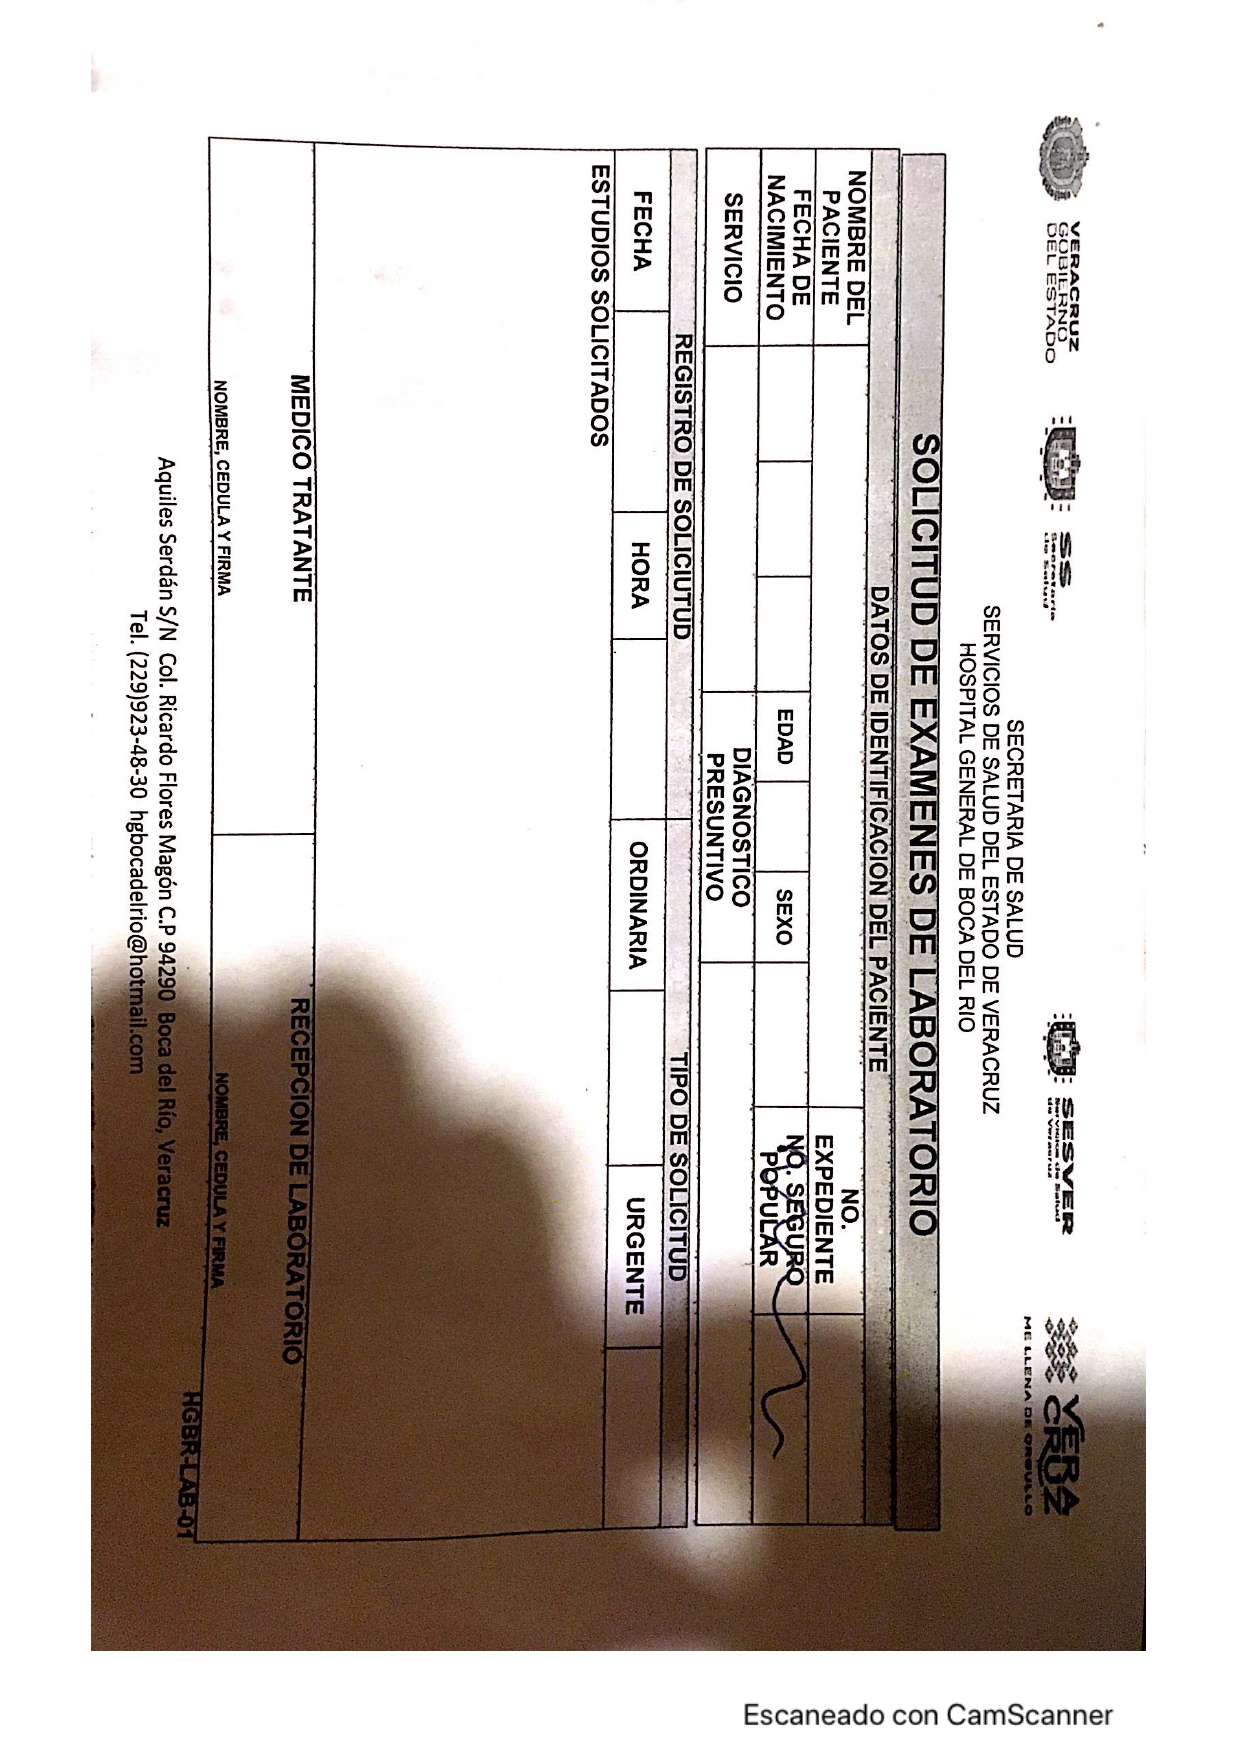 VERACRUZ
GOBIERNO
DEL ESTADO
SS
Secretaría
de Salud
SESVER
Servicios de Salud
de Veracruz
VERA
CRUZ
ME LLENA DE ORGULLO
SECRETARIA DE SALUD
SERVICIOS DE SALUD DEL ESTADO DE VERACRUZ
HOSPITAL GENERAL DE BOCA DEL RIO
SOLICITUD DE EXAMENES DE LABORATORIO
DATOS DE IDENTIFICACION DEL PACIENTE
NOMBRE DEL
PACIENTE
NO.
EXPEDIENTE
FECHA DE
NACIMIENTO
EDAD
SEXO
NO. SEGURO
POPULAR
SERVICIO
DIAGNOSTICO
PRESUNTIVO
REGISTRO DE SOLICIUTUD
TIPO DE SOLICITUD
FECHA
HORA
ORDINARIA
URGENTE
ESTUDIOS SOLICITADOS
MEDICO TRATANTE
RECEPCION DE LABORATORIO
NOMBRE, CEDULA Y FIRMA
NOMBRE, CEDULA Y FIRMA
HGBR-LAB-01
Aquiles Serdán S/N Col. Ricardo Flores Magón C.P 94290 Boca del Río, Veracruz
Tel. (229)923-48-30 hgbocadelrio@hotmail.com
Escaneado con CamScanner